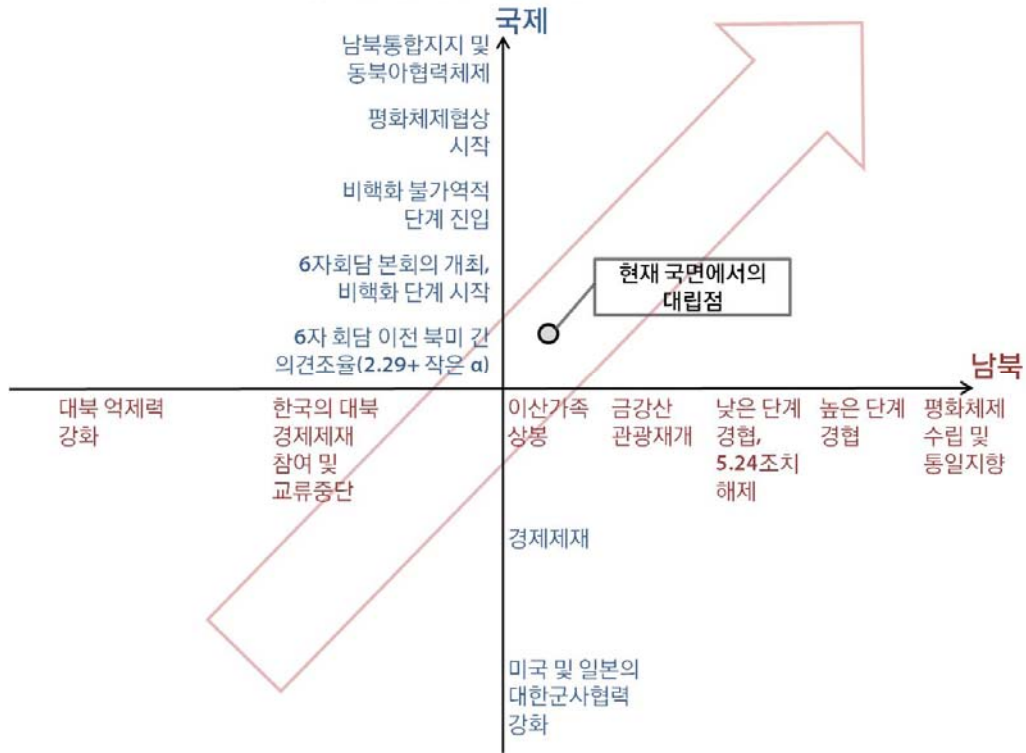 국제
남북통합지지 및
동북아협력체제
평화체제협상
시작
비핵화 불가역적
단계 진입
6자회담 본회의 개최,
비핵화 단계 시작
6자 회담 이전 북미 간
의견조율(2.29+ 작은 α)
현재 국면에서의
대립점
남북
대북 억제력
강화
한국의 대북
경제제재
참여 및
교류중단
이산가족
상봉
금강산
관광재개
낮은 단계
경협,
5.24조치
해제
높은 단계
경협
평화체제
수립 및
통일지향
경제제재
미국 및 일본의
대한군사협력
강화